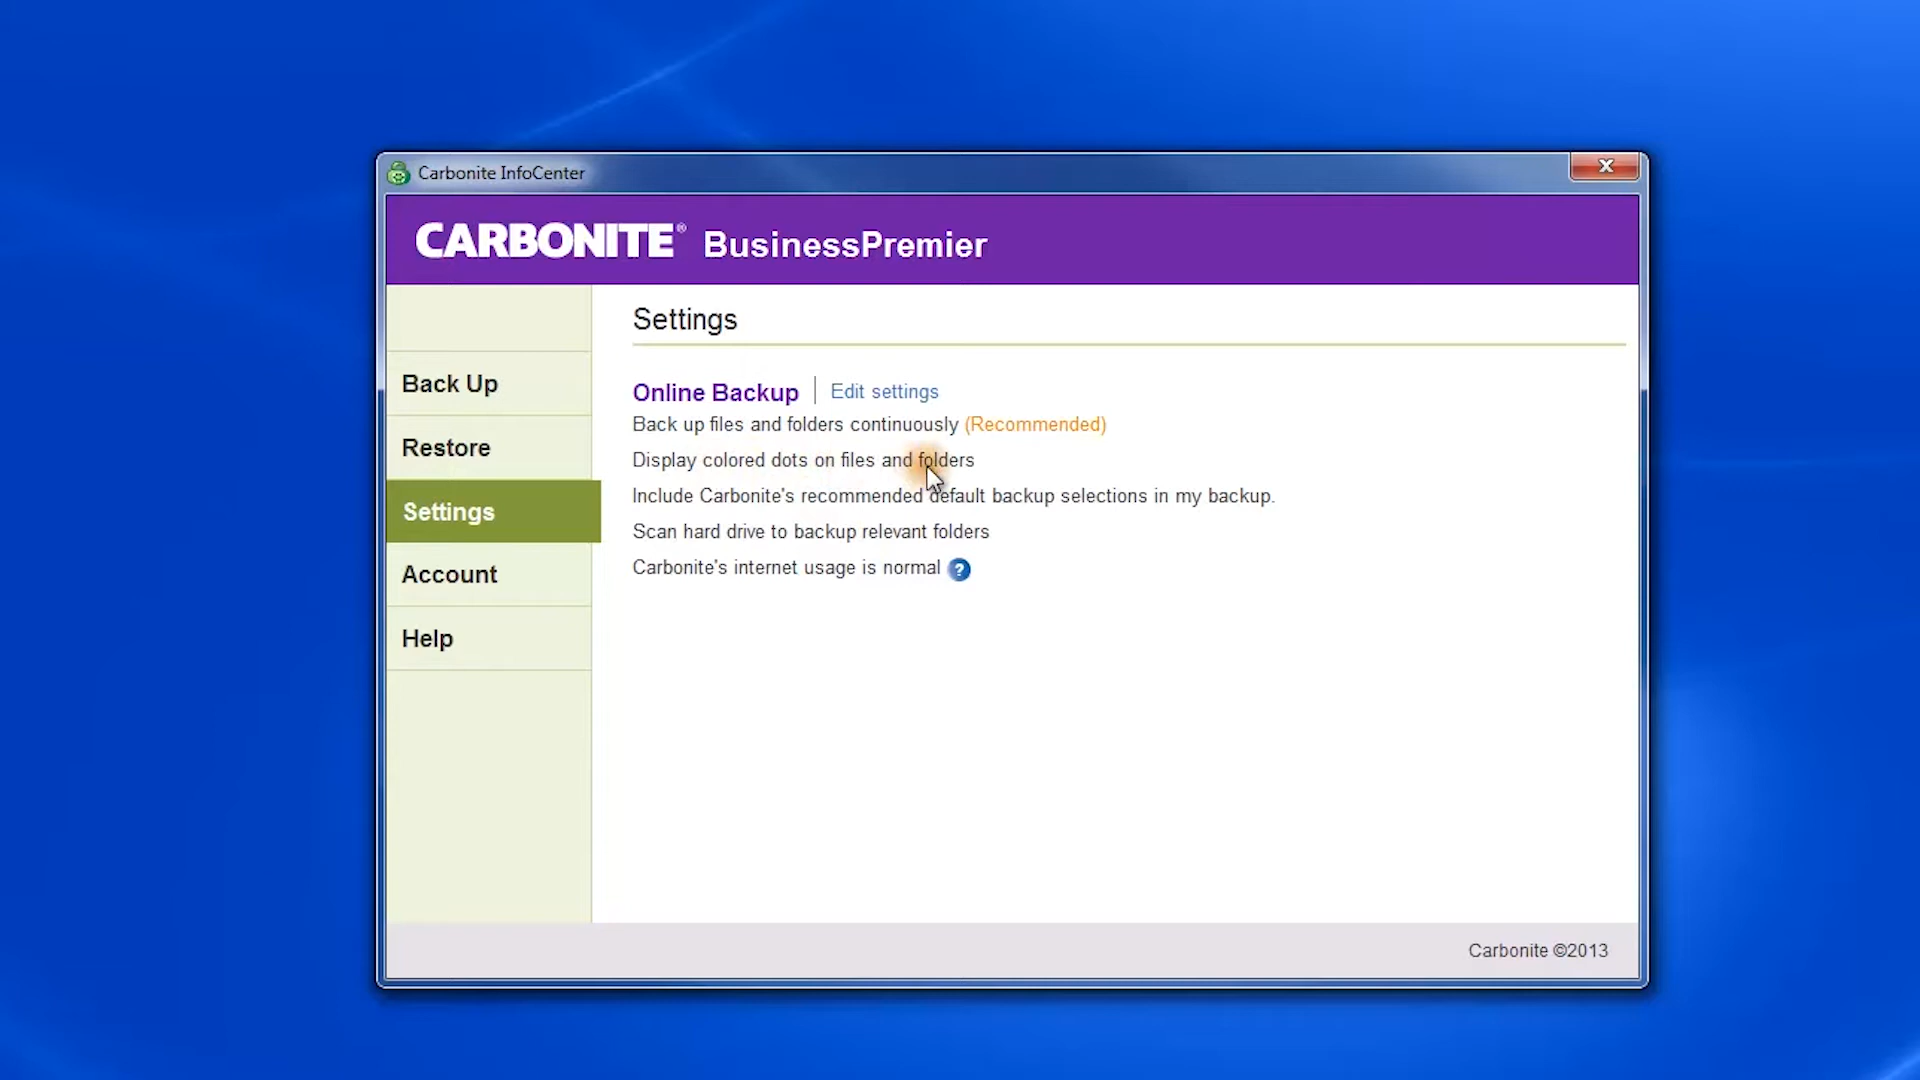 Carbonite InfoCenter
CARBONITE® BusinessPremier
Settings
Back Up
Restore
Settings
Account
Help
Online Backup | Edit settings
Back up files and folders continuously (Recommended)
Display colored dots on files and folders
Include Carbonite's recommended default backup selections in my backup.
Scan hard drive to backup relevant folders
Carbonite's internet usage is normal ?
Carbonite ©2013